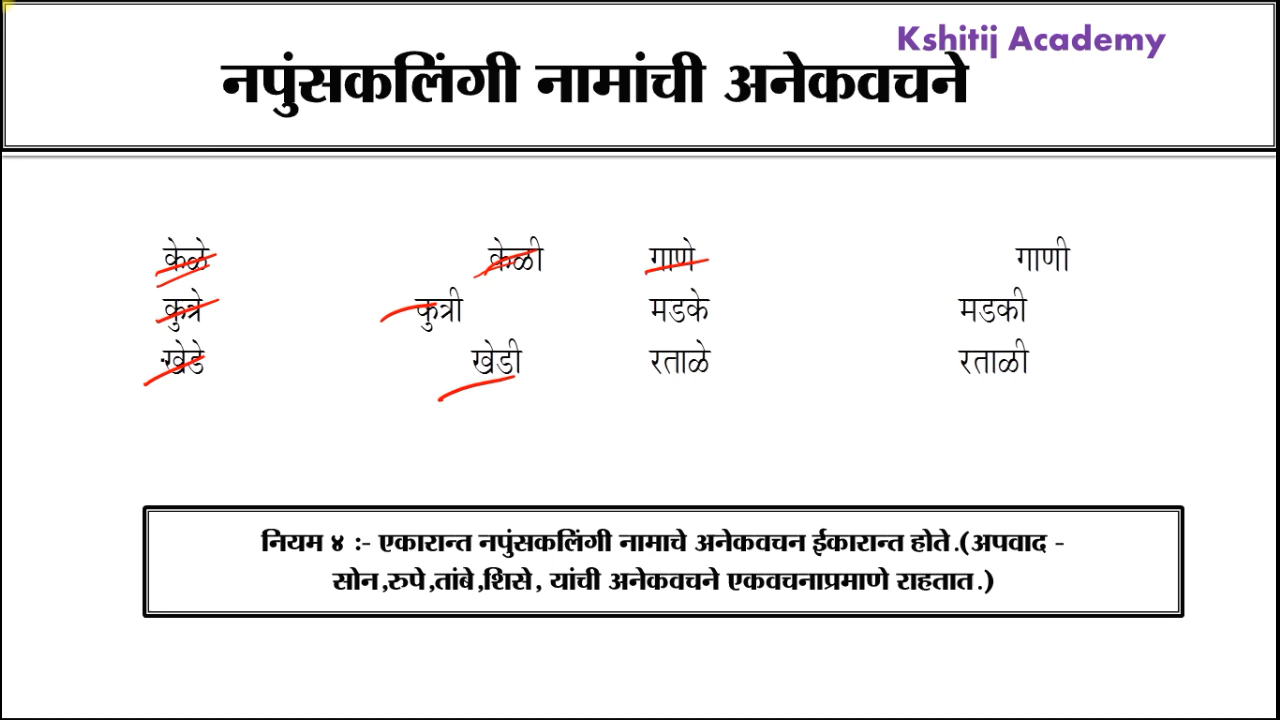 Kshitij Academy
नपुंसकलिंगी नामांची अनेकवचने
केळे केळी गाणे गाणी
कुत्रे कुत्री मडके मडकी
खेडे खेडी रताळे रताळी
नियम ४ :- एकारान्त नपुंसकलिंगी नामाचे अनेकवचन ईकारान्त होते.(अपवाद -
सोन,रुपे,तांबे,शिसे, यांची अनेकवचने एकवचनाप्रमाणे राहतात.)